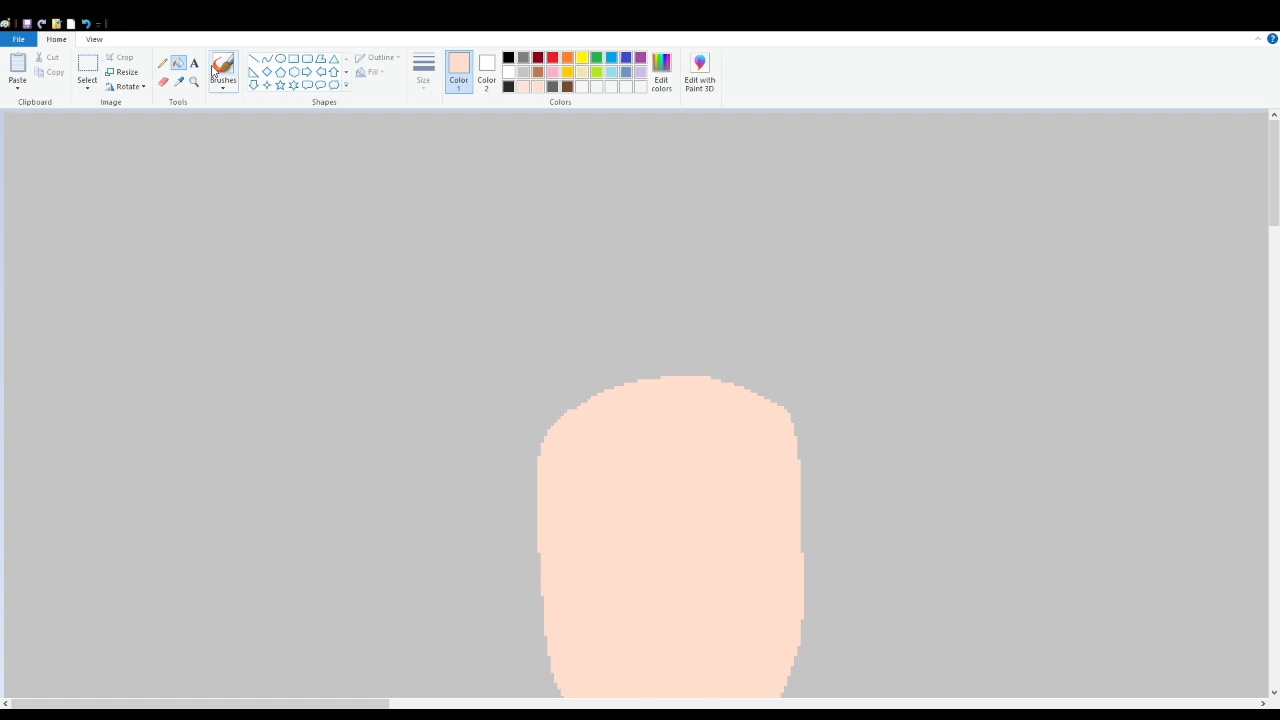 File Home View
Paste
Cut
Copy
Clipboard
Select
Crop
Resize
Rotate
Image
A
Tools
Brushes
Outline
Fill
Shapes
Size
Color 1
Color 2
Edit colors
Colors
Edit with Paint 3D